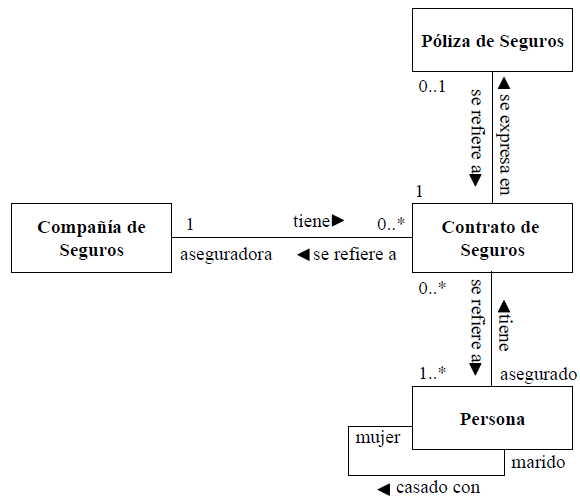 Póliza de Seguros
0..1
se refiere a
se expresa en
1
Compañía de
Seguros
1
tiene
0..*
aseguradora
se refiere a
Contrato de
Seguros
0..*
se refiere a
tiene
1..*
asegurado
Persona
mujer
marido
casado con